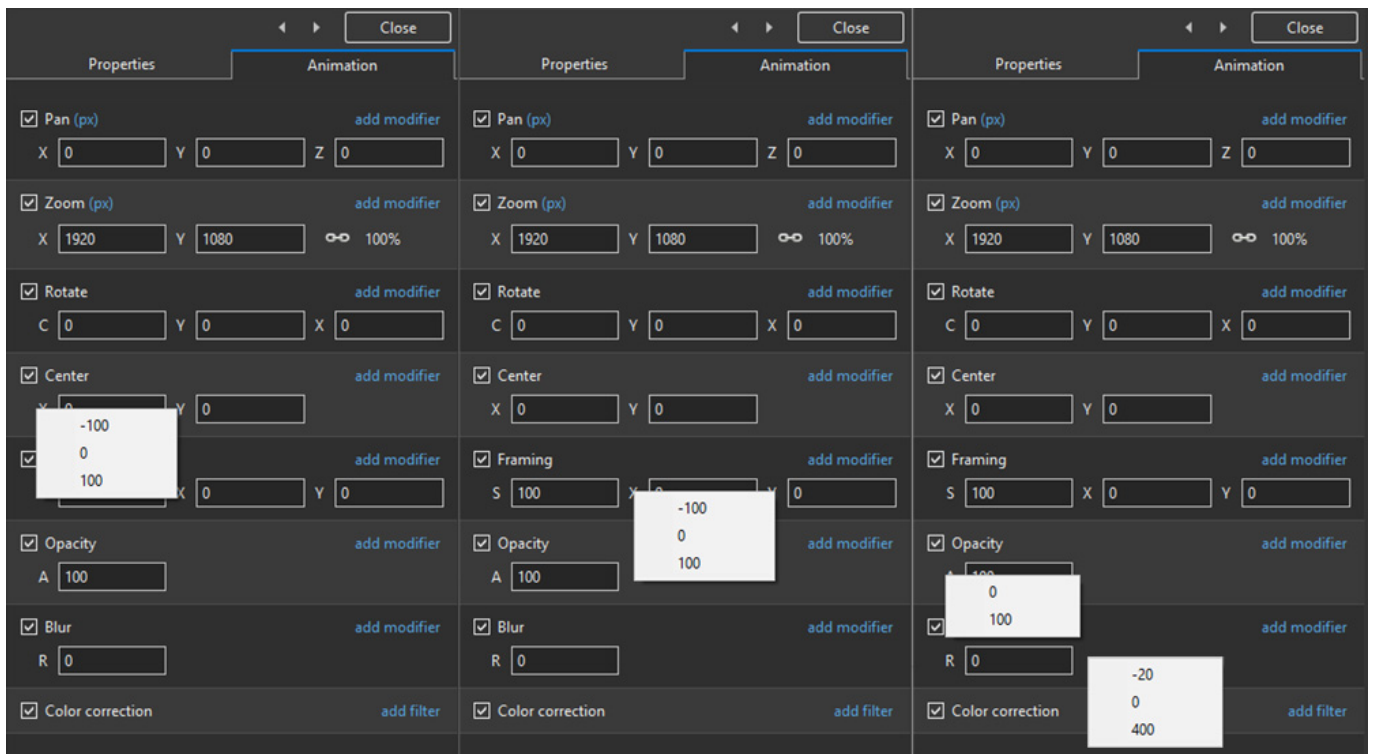 Close
Properties Animation
Pan (px) add modifier
X 0 Y 0 Z 0
Zoom (px) add modifier
X 1920 Y 1080 100%
Rotate add modifier
C 0 Y 0 X 0
Center add modifier
Y 0
-100
0
100
add modifier
X 0 Y 0
Opacity add modifier
A 100
Blur add modifier
R 0
Color correction add filter
Close
Properties Animation
Pan (px) add modifier
X 0 Y 0 Z 0
Zoom (px) add modifier
X 1920 Y 1080 100%
Rotate add modifier
C 0 Y 0 X 0
Center add modifier
X 0 Y 0
Framing add modifier
S 100 0
-100
0
100
Opacity add modifier
A 100
Blur add modifier
R 0
Color correction add filter
Close
Properties Animation
Pan (px) add modifier
X 0 Y 0 Z 0
Zoom (px) add modifier
X 1920 Y 1080 100%
Rotate add modifier
C 0 Y 0 X 0
Center add modifier
X 0 Y 0
Framing add modifier
S 100 X 0 Y 0
Opacity add modifier
0
100
add modifier
R 0
-20
0
400
Color correction add filter